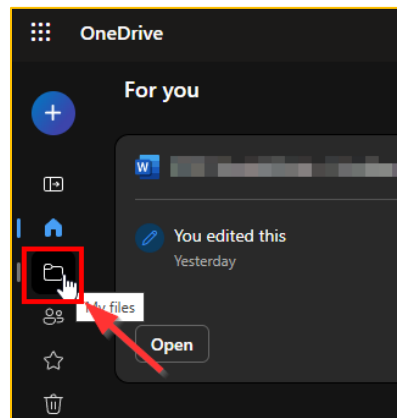 OneDrive
For you
W
You edited this
Yesterday
My files
Open